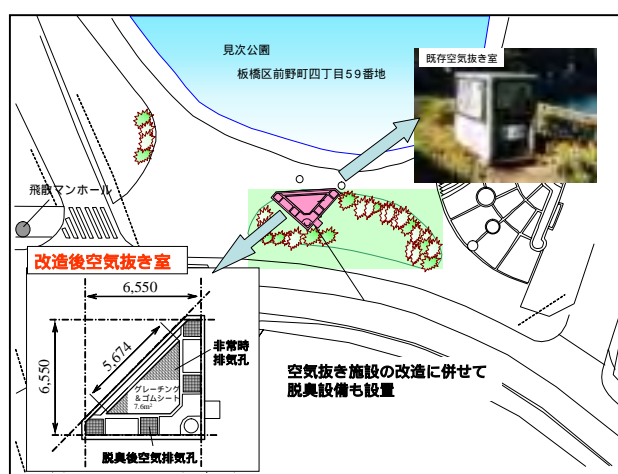 見次公園
板橋区前野町四丁目59番地
既存空気抜き室
飛散マンホール
改造後空気抜き室
6,550
6,550
5,674
非常時
排気孔
グレーチング
&ゴムシート
7.6m²
脱臭後空気排気孔
空気抜き施設の改造に併せて
脱臭設備も設置